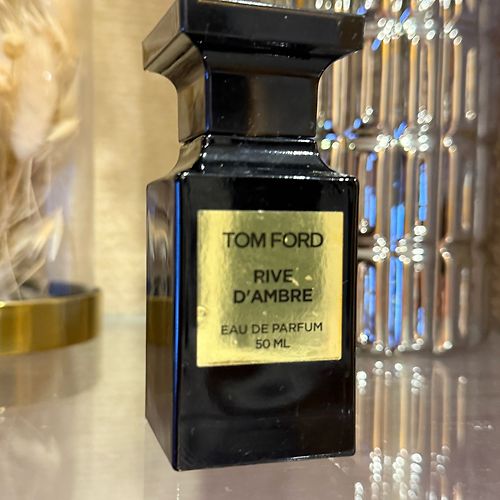 TOM FORD
RIVE
D'AMBRE
EAU DE PARFUM
50 ML